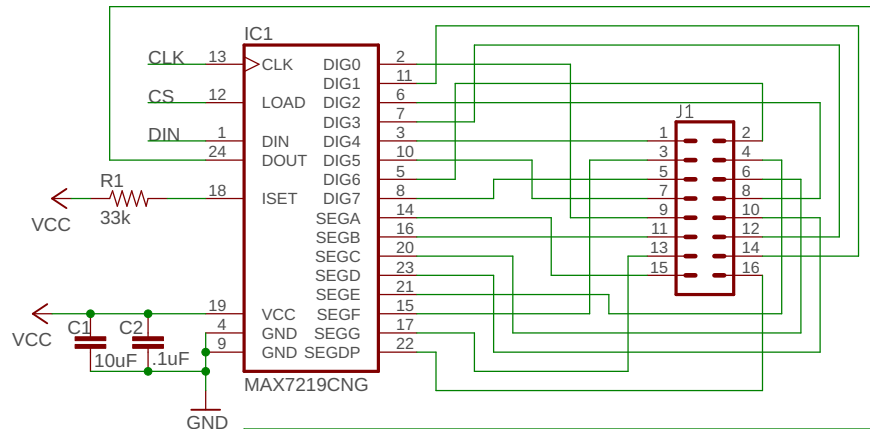 IC1
CLK 13 CLK DIG0 2
DIG1 11
CS 12 LOAD DIG2 6
DIG3 7
DIN 1 DIN DIG4 3
24 DOUT DIG5 10
DIG6 5
R1 18 ISET DIG7 8
VCC 33k
SEGA 14
SEGB 16
SEGC 20
SEGD 23
SEGE 21
VCC 19 VCC SEGF 15
C1 C2 4 GND SEGG 17
10uF .1uF 9 GND SEGDP 22
MAX7219CNG
GND
J1
1 2
3 4
5 6
7 8
9 10
11 12
13 14
15 16